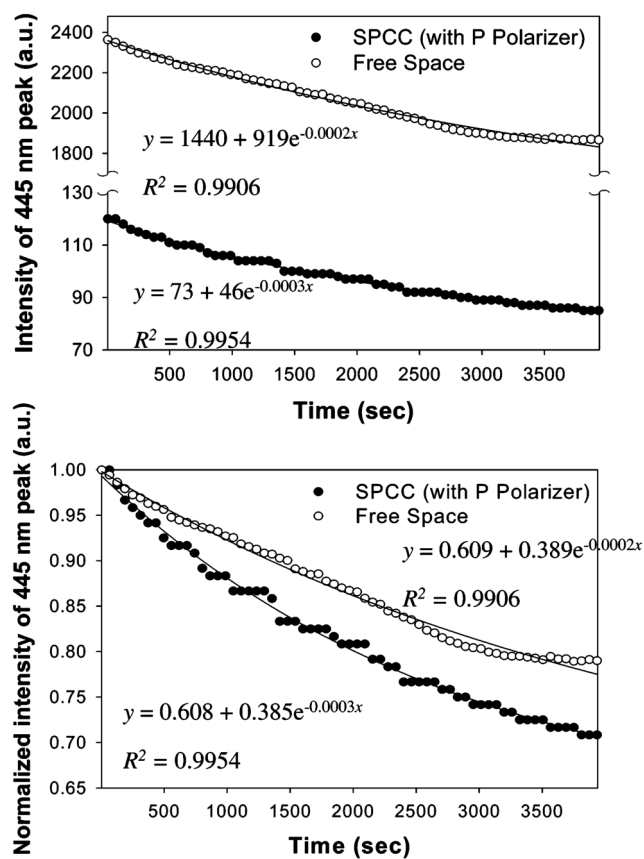 Intensity of 445 nm peak (a.u.)
2400
2200
2000
1800
130
110
90
70
● SPCC (with P Polarizer)
○ Free Space
y = 1440 + 919e^-0.0002x
R² = 0.9906
y = 73 + 46e^-0.0003x
R² = 0.9954
500 1000 1500 2000 2500 3000 3500
Time (sec)
Normalized intensity of 445 nm peak (a.u.)
1.00
0.95
0.90
0.85
0.80
0.75
0.70
0.65
● SPCC (with P Polarizer)
○ Free Space
y = 0.609 + 0.389e^-0.0002x
R² = 0.9906
y = 0.608 + 0.385e^-0.0003x
R² = 0.9954
500 1000 1500 2000 2500 3000 3500
Time (sec)